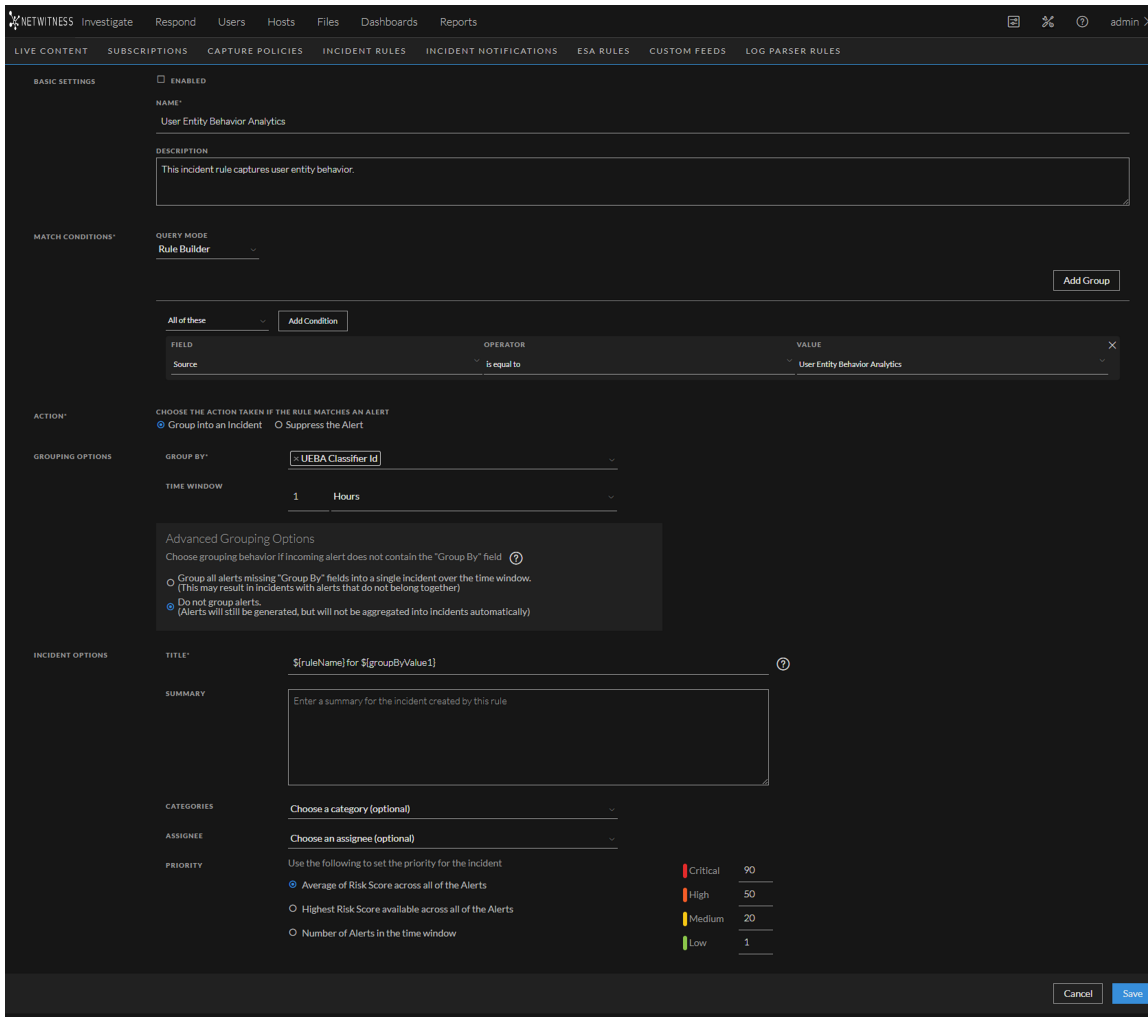 NETWITNESS Investigate Respond Users Hosts Files Dashboards Reports admin
LIVE CONTENT SUBSCRIPTIONS CAPTURE POLICIES INCIDENT RULES INCIDENT NOTIFICATIONS ESA RULES CUSTOM FEEDS LOG PARSER RULES
BASIC SETTINGS ENABLED
NAME*
User Entity Behavior Analytics
DESCRIPTION
This incident rule captures user entity behavior.
MATCH CONDITIONS* QUERY MODE
Rule Builder
Add Group
All of these Add Condition
FIELD OPERATOR VALUE
Source is equal to User Entity Behavior Analytics
ACTION* CHOOSE THE ACTION TAKEN IF THE RULE MATCHES AN ALERT
Group into an Incident Suppress the Alert
GROUPING OPTIONS GROUP BY* × UEBA Classifier Id
TIME WINDOW
1 Hours
Advanced Grouping Options
Choose grouping behavior if incoming alert does not contain the "Group By" field ?
Group all alerts missing "Group By" fields into a single incident over the time window.
(This may result in incidents with alerts that do not belong together)
Do not group alerts.
(Alerts will still be generated, but will not be aggregated into incidents automatically)
INCIDENT OPTIONS TITLE* ${ruleName} for ${groupByValue1} ?
SUMMARY
Enter a summary for the incident created by this rule
CATEGORIES Choose a category (optional)
ASSIGNEE Choose an assignee (optional)
PRIORITY Use the following to set the priority for the incident
Average of Risk Score across all of the Alerts
Highest Risk Score available across all of the Alerts
Number of Alerts in the time window
Critical 90
High 50
Medium 20
Low 1
Cancel Save